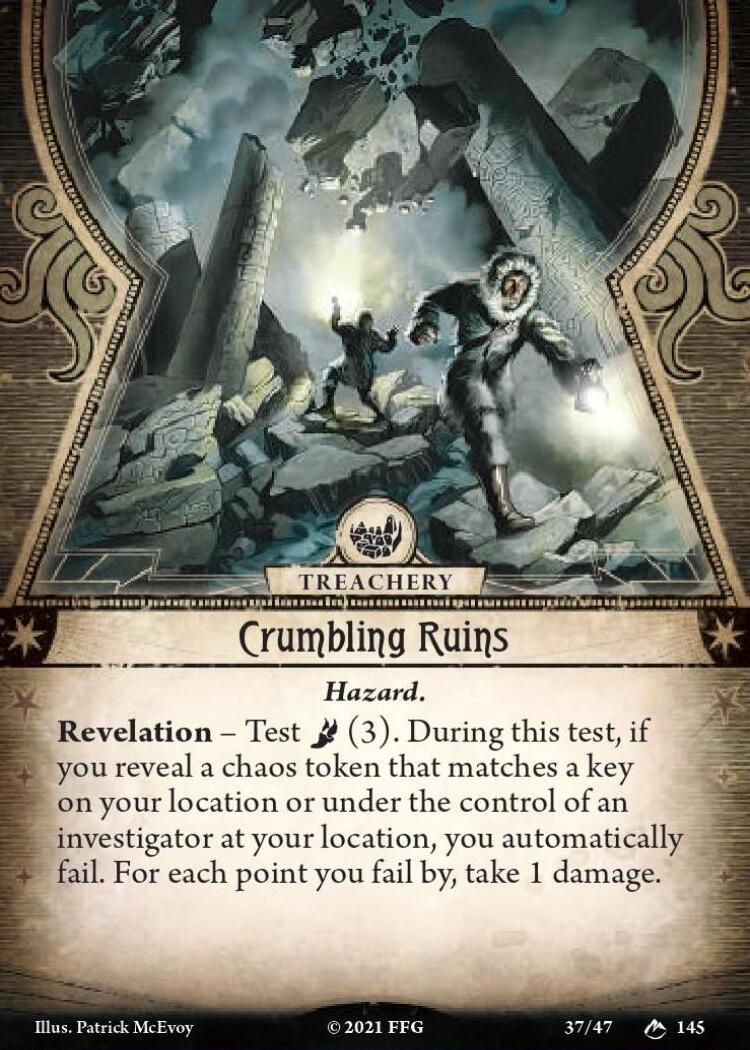 TREACHERY
Crumbling Ruins
Hazard.
Revelation – Test (3). During this test, if
you reveal a chaos token that matches a key
on your location or under the control of an
investigator at your location, you automatically
fail. For each point you fail by, take 1 damage.
Illus. Patrick McEvoy © 2021 FFG 37/47 145